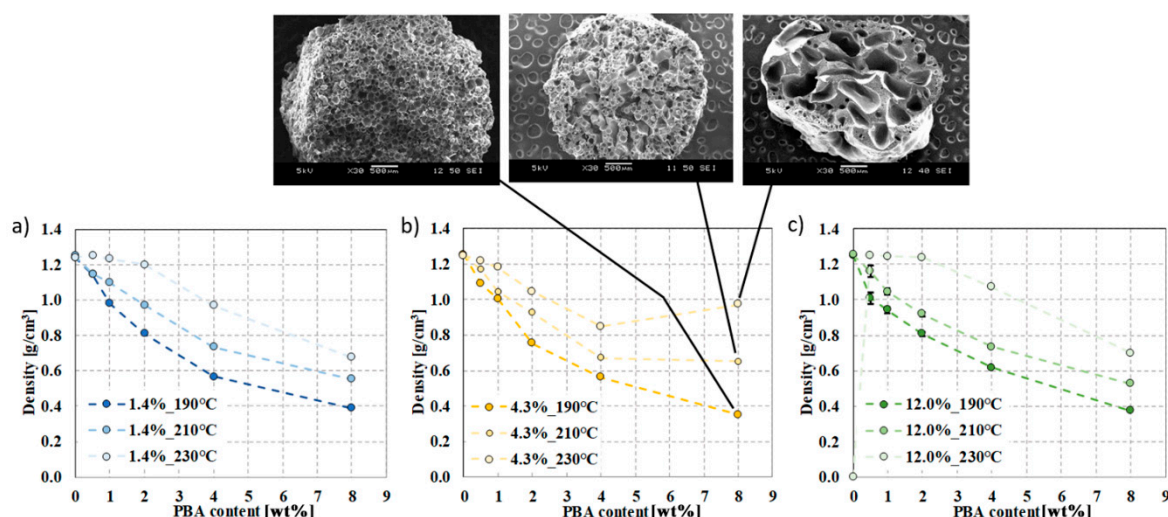 5kV X30 500μm 12 50 SEI
5kV X30 500μm 11 50 SEI
5kV X30 500μm 12 40 SEI
a)
1.4
1.2
1.0
0.8
0.6
0.4
0.2
0.0
Density [g/cm³]
1.4%_190°C
1.4%_210°C
1.4%_230°C
0 1 2 3 4 5 6 7 8 9
PBA content [wt%]
b)
1.4
1.2
1.0
0.8
0.6
0.4
0.2
0.0
Density [g/cm³]
4.3%_190°C
4.3%_210°C
4.3%_230°C
0 1 2 3 4 5 6 7 8 9
PBA content [wt%]
c)
1.4
1.2
1.0
0.8
0.6
0.4
0.2
0.0
Density [g/cm³]
12.0%_190°C
12.0%_210°C
12.0%_230°C
0 1 2 3 4 5 6 7 8 9
PBA content [wt%]